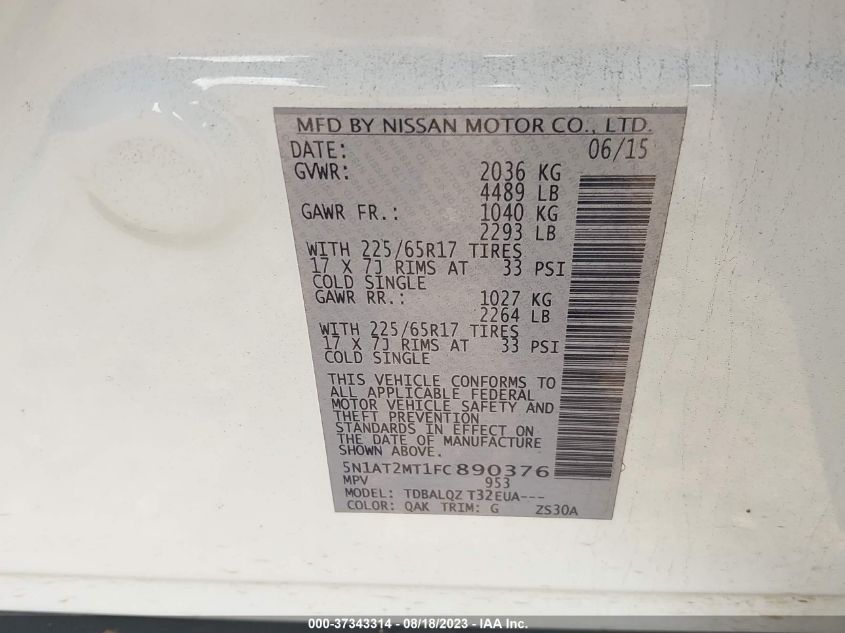 MFD BY NISSAN MOTOR CO., LTD.
DATE: 06/15
GVWR: 2036 KG
4489 LB
GAWR FR.: 1040 KG
2293 LB
WITH 225/65R17 TIRES
17 X 7J RIMS AT 33 PSI
COLD SINGLE
GAWR RR.: 1027 KG
2264 LB
WITH 225/65R17 TIRES
17 X 7J RIMS AT 33 PSI
COLD SINGLE
THIS VEHICLE CONFORMS TO
ALL APPLICABLE FEDERAL
MOTOR VEHICLE SAFETY AND
THEFT PREVENTION
STANDARDS IN EFFECT ON
THE DATE OF MANUFACTURE
SHOWN ABOVE.
5N1AT2MT1FC890376
MPV 953
MODEL: TDBALQZ T32EUA---
COLOR: QAK TRIM: G ZS30A
000-37343314 - 08/18/2023 - IAA Inc.